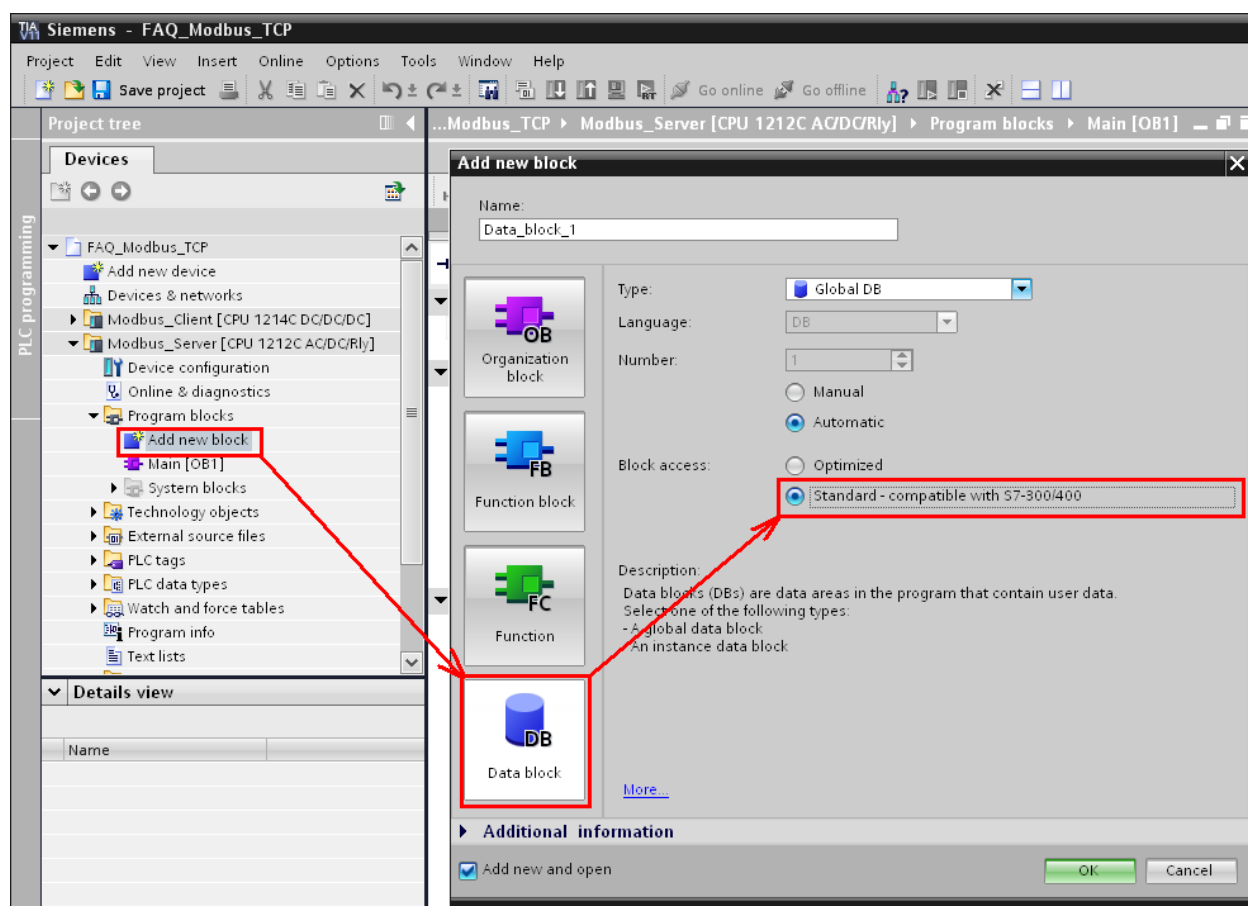 TIA V11 Siemens - FAQ_Modbus_TCP
Project Edit View Insert Online Options Tools Window Help
Save project Go online Go offline
Project tree
...Modbus_TCP Modbus_Server [CPU 1212C AC/DC/Rly] Program blocks Main [OB1]
PLC programming
Devices
FAQ_Modbus_TCP
Add new device
Devices & networks
Modbus_Client [CPU 1214C DC/DC/DC]
Modbus_Server [CPU 1212C AC/DC/Rly]
Device configuration
Online & diagnostics
Program blocks
Add new block
Main [OB1]
System blocks
Technology objects
External source files
PLC tags
PLC data types
Watch and force tables
Program info
Text lists
Details view
Name
Add new block
Name:
Data_block_1
OB
Organization
block
FB
Function block
FC
Function
DB
Data block
Type: Global DB
Language: DB
Number: 1
Manual
Automatic
Block access: Optimized
Standard - compatible with S7-300/400
Description:
Data blocks (DBs) are data areas in the program that contain user data.
Select one of the following types:
- A global data block
- An instance data block
More...
Additional information
Add new and open
OK Cancel